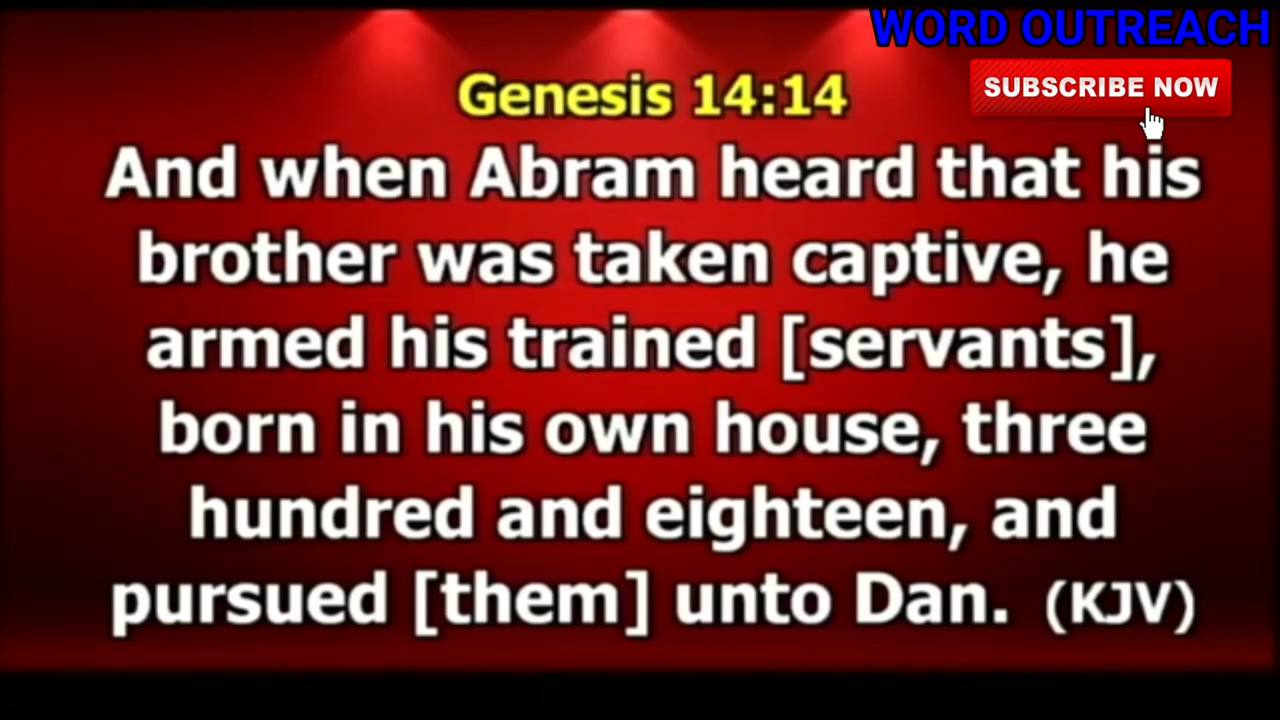 WORD OUTREACH
SUBSCRIBE NOW
Genesis 14:14
And when Abram heard that his
brother was taken captive, he
armed his trained [servants],
born in his own house, three
hundred and eighteen, and
pursued [them] unto Dan. (KJV)